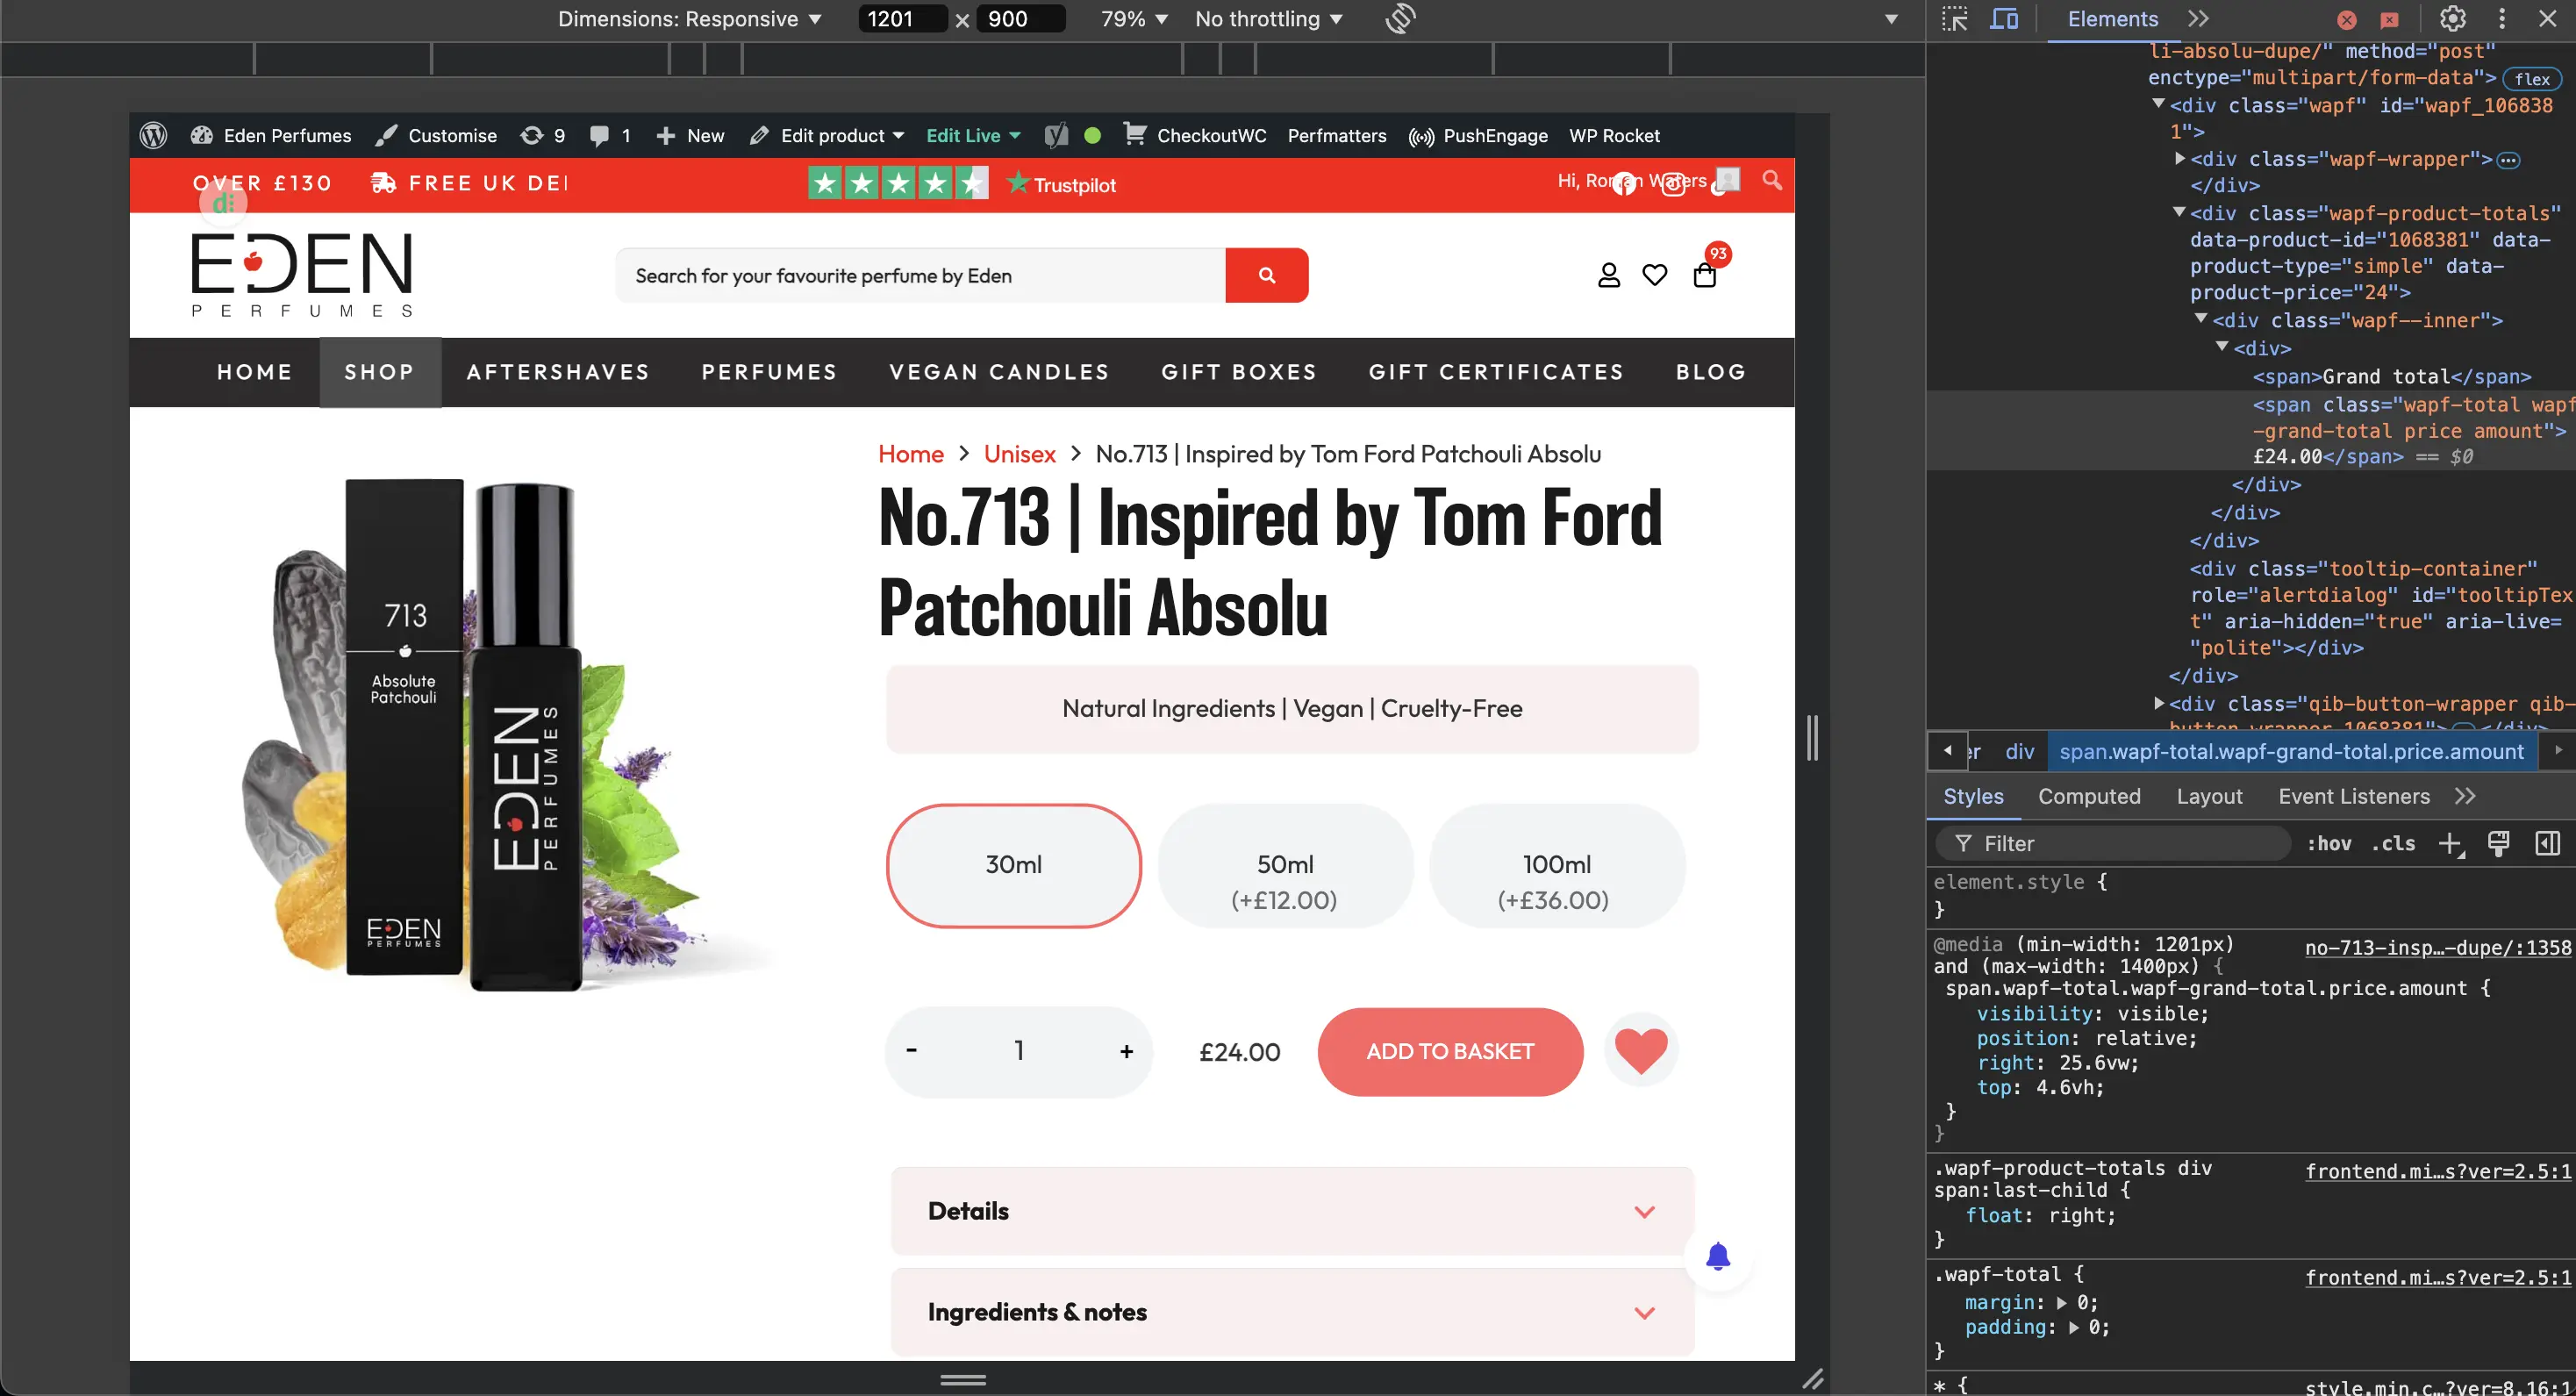 Dimensions: Responsive ▼ 1201 × 900 79% ▼ No throttling ▼
Eden Perfumes Customise 9 1 New Edit product Edit Live CheckoutWC Perfmatters PushEngage WP Rocket
OVER £130 FREE UK Trustpilot Hi, Roman Waters
EDEN
PERFUMES
Search for your favourite perfume by Eden
93
HOME SHOP AFTERSHAVES PERFUMES VEGAN CANDLES GIFT BOXES GIFT CERTIFICATES BLOG
Home > Unisex > No.713 | Inspired by Tom Ford Patchouli Absolu
No.713 | Inspired by Tom Ford
Patchouli Absolu
713
Absolute
Patchouli
EDEN
PERFUMES
EDEN
PERFUMES
Natural Ingredients | Vegan | Cruelty-Free
30ml
50ml
(+£12.00)
100ml
(+£36.00)
- 1 + £24.00 ADD TO BASKET
Details
Ingredients & notes
Elements
li-absolu-dupe/" method="post"
enctype="multipart/form-data"> flex
<div class="wapf" id="wapf_106838
1">
<div class="wapf-wrapper">
</div>
<div class="wapf-product-totals"
data-product-id="1068381" data-
product-type="simple" data-
product-price="24">
<div class="wapf--inner">
<div>
<span>Grand total</span>
<span class="wapf-total wapf
-grand-total price amount">
£24.00</span> == $0
</div>
</div>
</div>
<div class="tooltip-container"
role="alertdialog" id="tooltipTex
t" aria-hidden="true" aria-live=
"polite"></div>
</div>
<div class="qib-button-wrapper qib-
button-wrapper-1068381"></div>
er div span.wapf-total.wapf-grand-total.price.amount
Styles Computed Layout Event Listeners
Filter :hov .cls
element.style {
}
@media (min-width: 1201px) no-713-insp…-dupe/:1358
and (max-width: 1400px) {
span.wapf-total.wapf-grand-total.price.amount {
visibility: visible;
position: relative;
right: 25.6vw;
top: 4.6vh;
}
}
.wapf-product-totals div frontend.mi…s?ver=2.5:1
span:last-child {
float: right;
}
.wapf-total { frontend.mi…s?ver=2.5:1
margin: ▶ 0;
padding: ▶ 0;
}
* { style.min.c…?ver=8.16:1